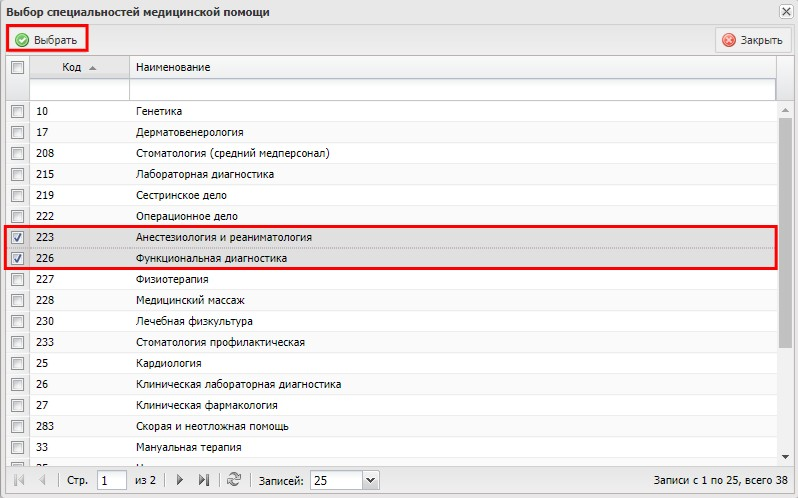 Выбор специальностей медицинской помощи
Выбрать Закрыть
Код Наименование
10 Генетика
17 Дерматовенерология
208 Стоматология (средний медперсонал)
215 Лабораторная диагностика
219 Сестринское дело
222 Операционное дело
223 Анестезиология и реаниматология
226 Функциональная диагностика
227 Физиотерапия
228 Медицинский массаж
230 Лечебная физкультура
233 Стоматология профилактическая
25 Кардиология
26 Клиническая лабораторная диагностика
27 Клиническая фармакология
283 Скорая и неотложная помощь
33 Мануальная терапия
Стр. 1 из 2 Записей: 25 Записи с 1 по 25, всего 38